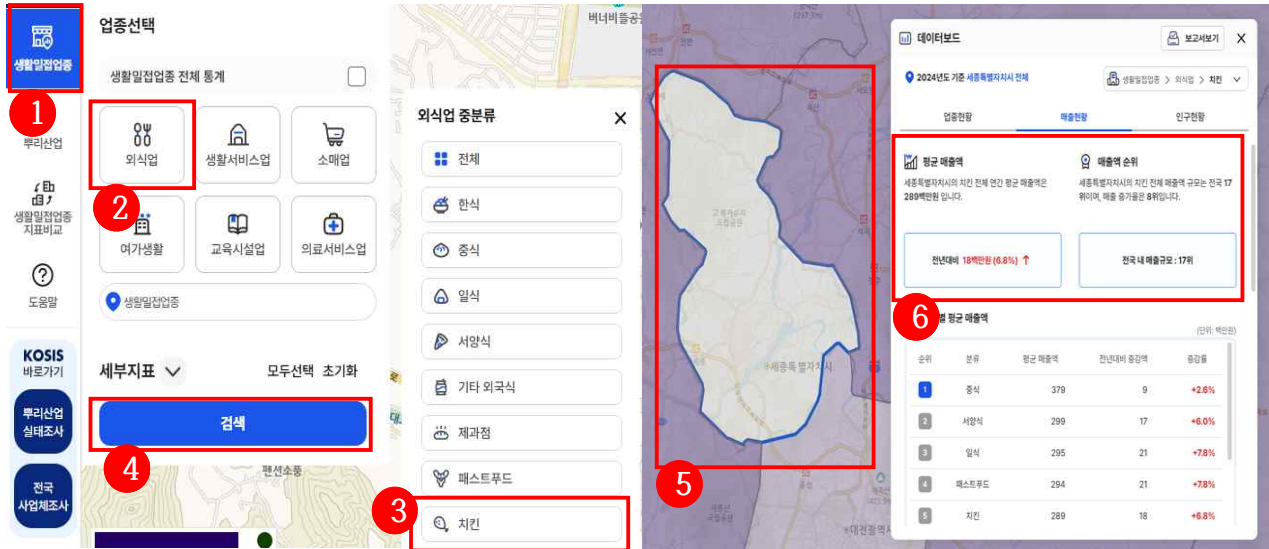 생활밀접업종
1
뿌리산업
생활밀접업종
지표비교
도움말
KOSIS
바로가기
뿌리산업
실태조사
전국
사업체조사
업종선택
생활밀접업종 전체 통계
외식업
생활서비스업
소매업
2
여가생활
교육시설업
의료서비스업
생활밀접업종
세부지표
모두선택 초기화
검색
4
펜션소풍
버너비뜰공
외식업 중분류
X
전체
한식
중식
일식
서양식
기타 외국식
제과점
패스트푸드
3
치킨
세종특별자치시
대전광역시
5
데이터보드
보고서보기
X
2024년도 기준 세종특별자치시 전체
생활밀접업종 > 외식업 > 치킨
업종현황
매출현황
인구현황
평균 매출액
세종특별자치시의 치킨 전체 연간 평균 매출액은
289백만원 입니다.
전년대비 18백만원 (6.8%) ↑
매출액 순위
세종특별자치시의 치킨 전체 매출액 규모는 전국 17
위이며, 매출 증가율은 8위입니다.
전국 내 매출규모 : 17위
6
별 평균 매출액
(단위: 백만원)
순위 분류 평균 매출액 전년대비 증감액 증감률
1 중식 379 9 +2.6%
2 서양식 299 17 +6.0%
3 일식 295 21 +7.8%
4 패스트푸드 294 21 +7.8%
5 치킨 289 18 +6.8%